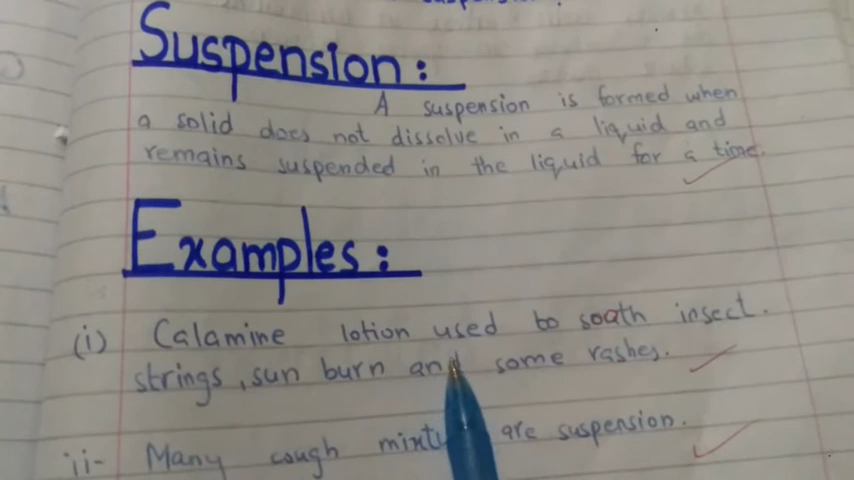 Suspension:
A suspension is formed when
a solid does not dissolve in a liquid and
remains suspended in the liquid for a time.
Examples:
(i) Calamine lotion used to soath insect.
strings, sun burn and some rashes.
ii- Many cough mixtu are suspension.